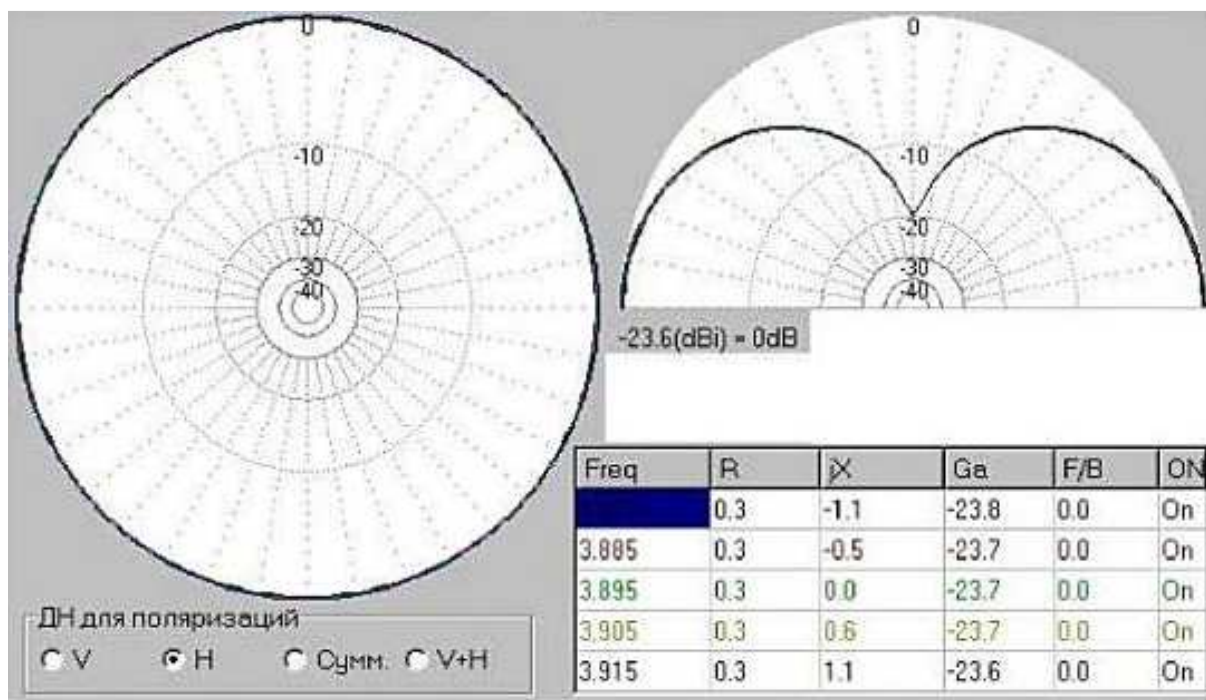 0
-10
-20
-30
-40
0
-10
-20
-30
-40
-23.6(dBi) = 0dB
Freq R jX Ga F/B ON
0.3 -1.1 -23.8 0.0 On
3.885 0.3 -0.5 -23.7 0.0 On
3.895 0.3 0.0 -23.7 0.0 On
3.905 0.3 0.6 -23.7 0.0 On
3.915 0.3 1.1 -23.6 0.0 On
ДН для поляризаций
V H Сумм. V+H